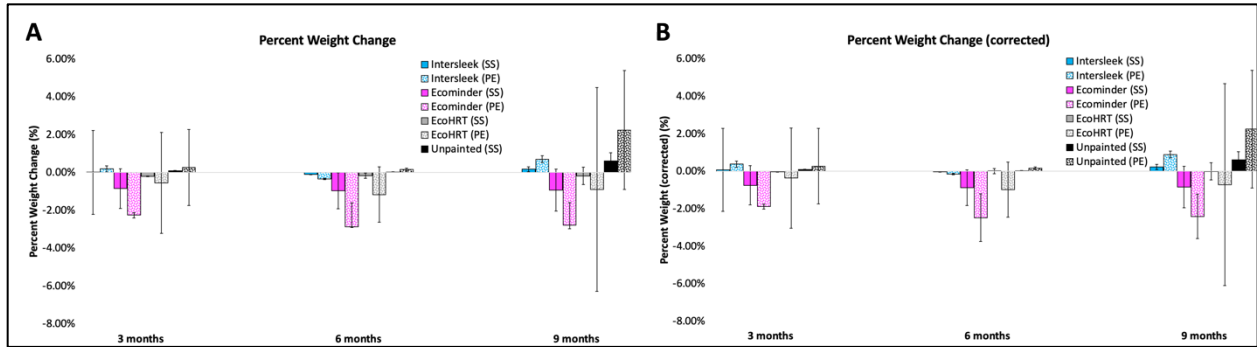 A
Percent Weight Change
6.00%
4.00%
2.00%
0.00%
-2.00%
-4.00%
-6.00%
-8.00%
Percent Weight Change (%)
Intersleek (SS)
Intersleek (PE)
Ecominder (SS)
Ecominder (PE)
EcoHRT (SS)
EcoHRT (PE)
Unpainted (SS)
Unpainted (PE)
3 months
6 months
9 months
B
Percent Weight Change (corrected)
6.00%
4.00%
2.00%
0.00%
-2.00%
-4.00%
-6.00%
-8.00%
Percent Weight (corrected) (%)
Intersleek (SS)
Intersleek (PE)
Ecominder (SS)
Ecominder (PE)
EcoHRT (SS)
EcoHRT (PE)
Unpainted (SS)
Unpainted (PE)
3 months
6 months
9 months